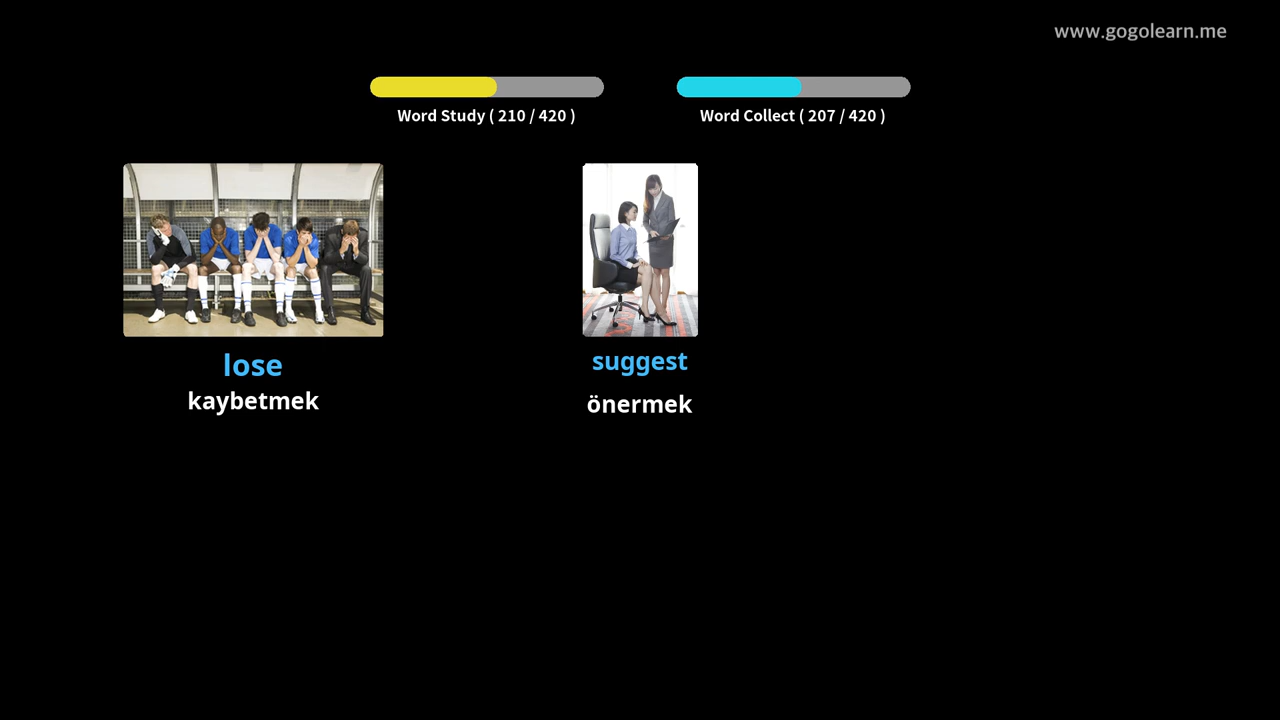 www.gogolearn.me
Word Study ( 210 / 420 )
Word Collect ( 207 / 420 )
lose
kaybetmek
suggest
önermek